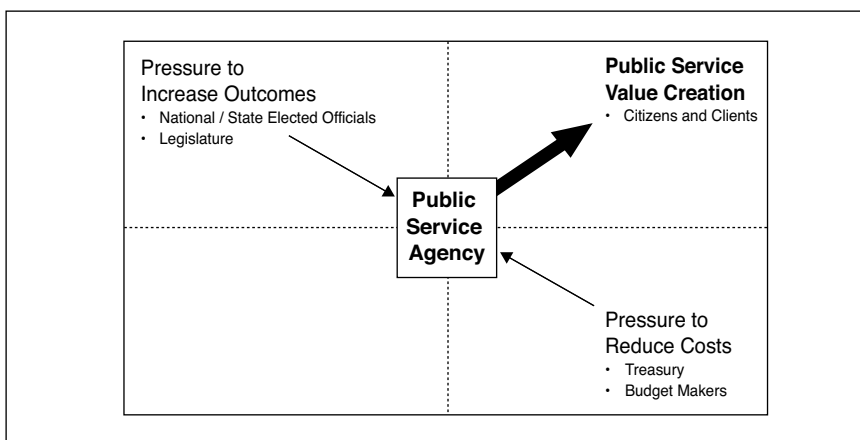 Pressure to
Increase Outcomes
• National / State Elected Officials
• Legislature
Public Service
Value Creation
• Citizens and Clients
Public
Service
Agency
Pressure to
Reduce Costs
• Treasury
• Budget Makers